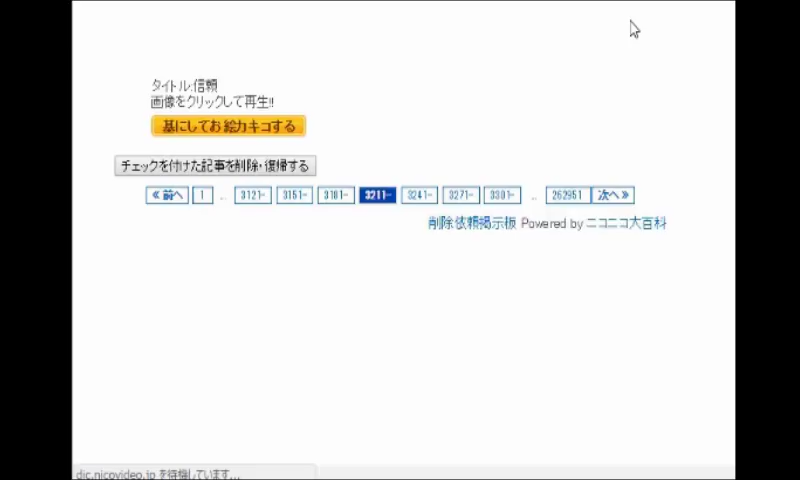 タイトル:信頼
画像をクリックして再生!!
基にしてお絵カキコする
チェックを付けた記事を削除・復帰する
≪前へ 1 .. 3121- 3151- 3181- 3211- 3241- 3271- 3301- .. 262951 次へ≫
削除依頼掲示板 Powered by ニコニコ大百科
dic.nicovideo.jp を待機しています...